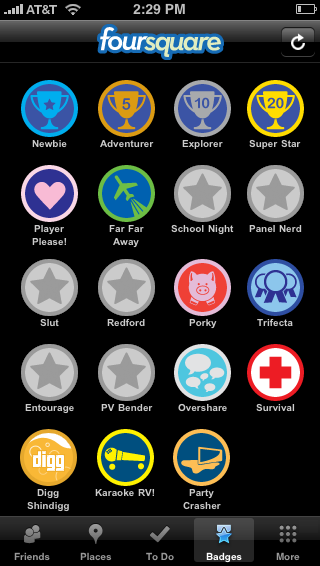 AT&T 2:29 PM
foursquare
5 10 20
Newbie Adventurer Explorer Super Star
Player Far Far School Night Panel Nerd
Please! Away
Slut Redford Porky Trifecta
Entourage PV Bender Overshare Survival
digg
Digg Karaoke RV! Party
Shindigg Crasher
Friends Places To Do Badges More